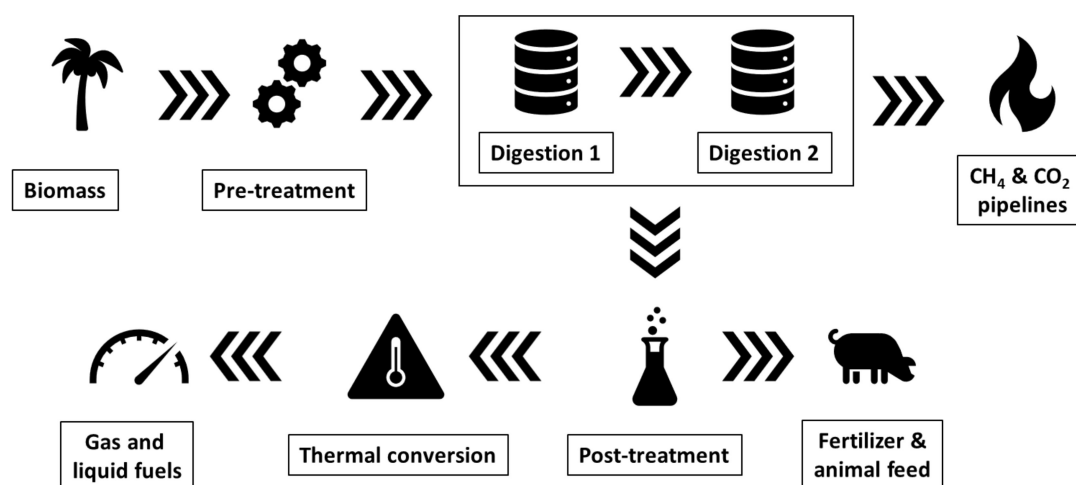 Digestion 1
Digestion 2
Biomass
Pre-treatment
CH₄ & CO₂
pipelines
Gas and
liquid fuels
Thermal conversion
Post-treatment
Fertilizer &
animal feed